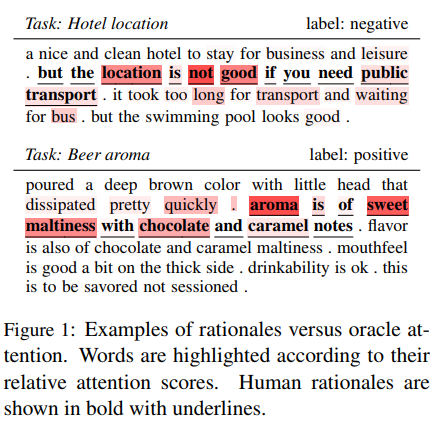 Task: Hotel location label: negative
a nice and clean hotel to stay for business and leisure
. but the location is not good if you need public
transport . it took too long for transport and waiting
for bus . but the swimming pool looks good .
Task: Beer aroma label: positive
poured a deep brown color with little head that
dissipated pretty quickly . aroma is of sweet
maltiness with chocolate and caramel notes . flavor
is also of chocolate and caramel maltiness . mouthfeel
is good a bit on the thick side . drinkability is ok . this
is to be savored not sessioned .
Figure 1: Examples of rationales versus oracle at-
tention. Words are highlighted according to their
relative attention scores. Human rationales are
shown in bold with underlines.